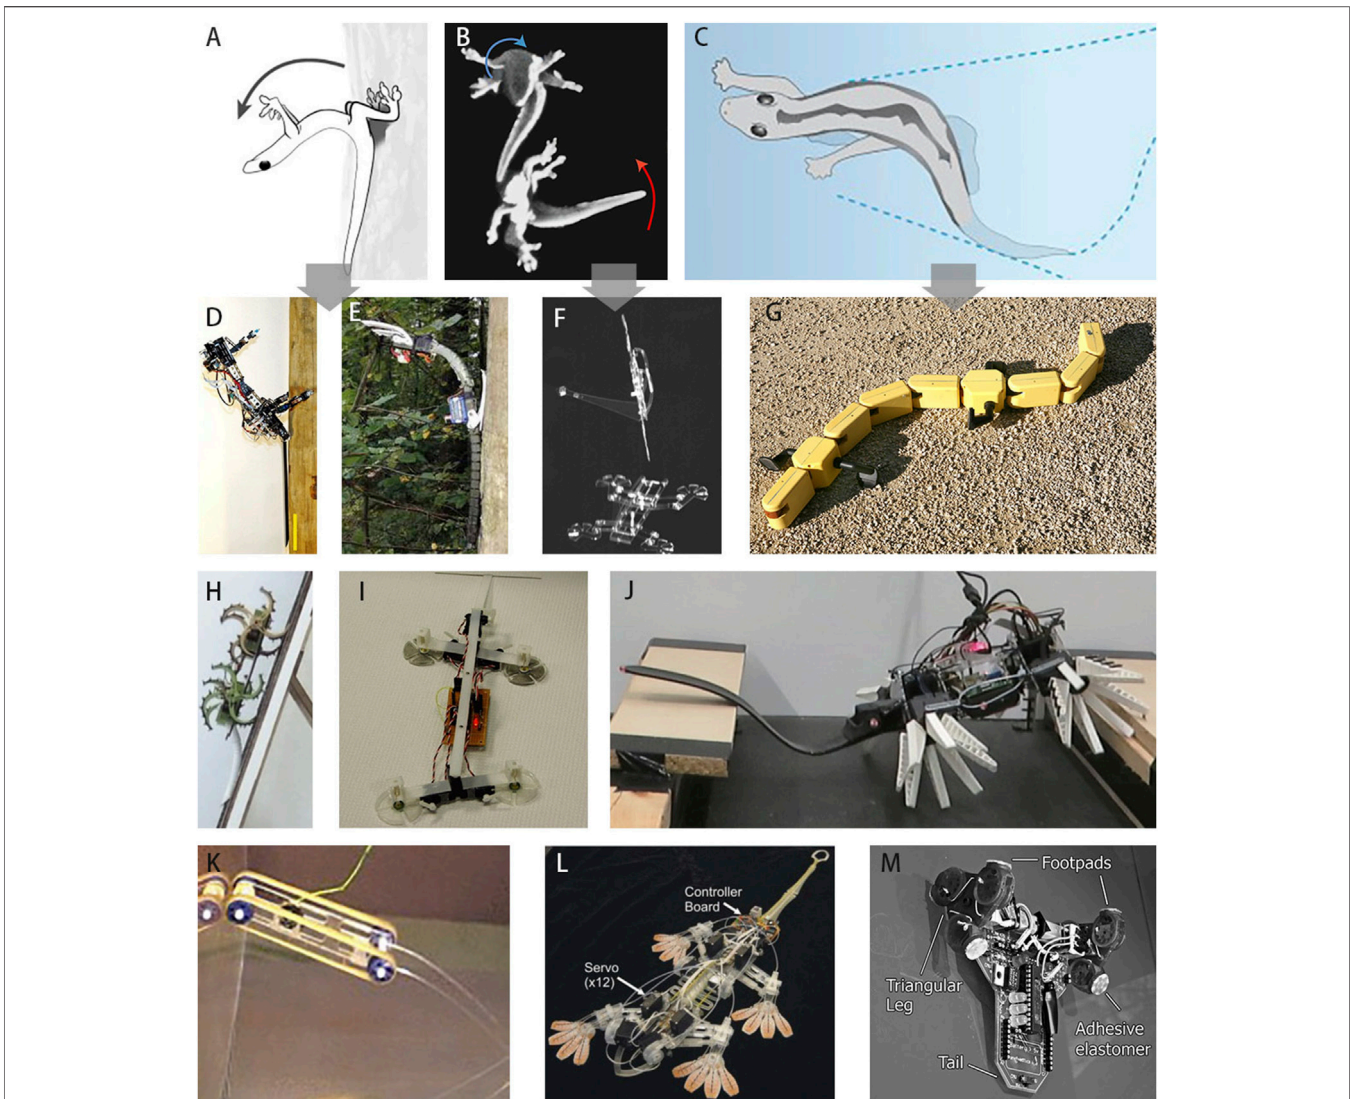 A
B
C
D
E
F
G
H
I
J
K
L
Controller
Board
Servo
(x12)
M
Footpads
Triangular
Leg
Adhesive
elastomer
Tail